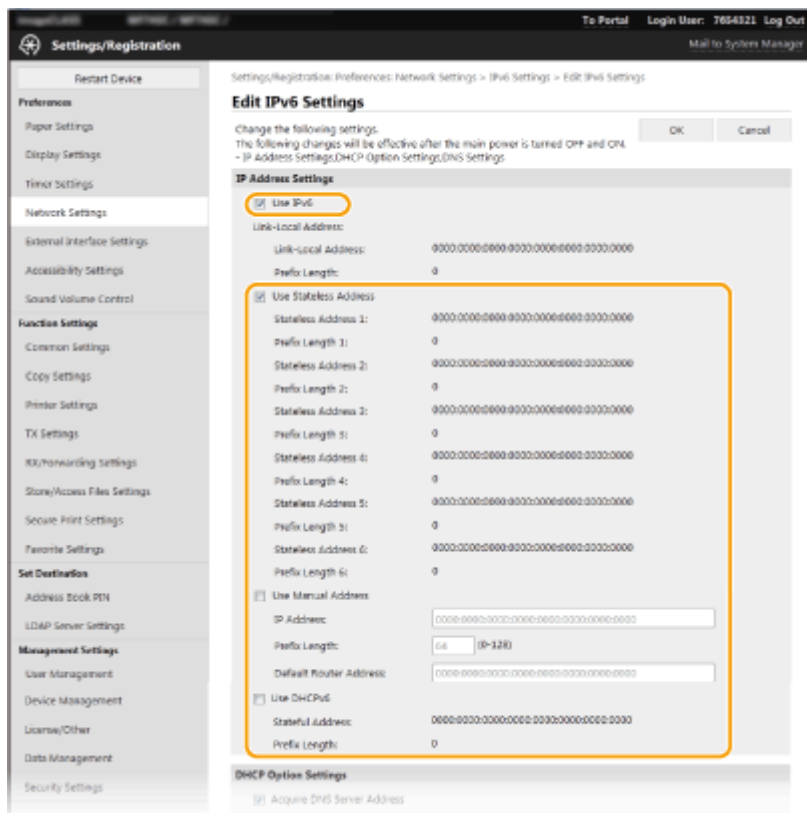 To Portal Login User: 7654321 Log Out
Settings/Registration
Mail to System Manager
Restart Device
Preferences
Paper Settings
Display Settings
Timer Settings
Network Settings
External Interface Settings
Accessibility Settings
Sound Volume Control
Function Settings
Common Settings
Copy Settings
Printer Settings
TX Settings
RX/Forwarding Settings
Store/Access Files Settings
Secure Print Settings
Favorite Settings
Set Destination
Address Book PIN
LDAP Server Settings
Management Settings
User Management
Device Management
License/Other
Data Management
Security Settings
Settings/Registration: Preferences: Network Settings > IPv6 Settings > Edit IPv6 Settings
Edit IPv6 Settings
Change the following settings.
The following changes will be effective after the main power is turned OFF and ON.
- IP Address Settings,DHCP Option Settings,DNS Settings
OK Cancel
IP Address Settings
Use IPv6
Link-Local Address:
Link-Local Address: 0000:0000:0000:0000:0000:0000:0000:0000
Prefix Length: 0
Use Stateless Address
Stateless Address 1: 0000:0000:0000:0000:0000:0000:0000:0000
Prefix Length 1: 0
Stateless Address 2: 0000:0000:0000:0000:0000:0000:0000:0000
Prefix Length 2: 0
Stateless Address 3: 0000:0000:0000:0000:0000:0000:0000:0000
Prefix Length 3: 0
Stateless Address 4: 0000:0000:0000:0000:0000:0000:0000:0000
Prefix Length 4: 0
Stateless Address 5: 0000:0000:0000:0000:0000:0000:0000:0000
Prefix Length 5: 0
Stateless Address 6: 0000:0000:0000:0000:0000:0000:0000:0000
Prefix Length 6: 0
Use Manual Address
IP Address: 0000:0000:0000:0000:0000:0000:0000:0000
Prefix Length: 64 (0-128)
Default Router Address: 0000:0000:0000:0000:0000:0000:0000:0000
Use DHCPv6
Stateful Address: 0000:0000:0000:0000:0000:0000:0000:0000
Prefix Length: 0
DHCP Option Settings
Acquire DNS Server Address